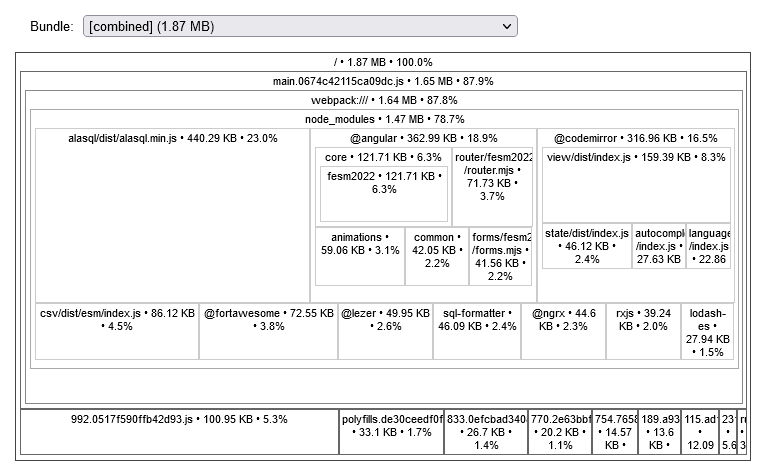 Bundle: [combined] (1.87 MB)
/ • 1.87 MB • 100.0%
main.0674c42115ca09dc.js • 1.65 MB • 87.9%
webpack:/// • 1.64 MB • 87.8%
node_modules • 1.47 MB • 78.7%
alasql/dist/alasql.min.js • 440.29 KB • 23.0%
@angular • 362.99 KB • 18.9%
core • 121.71 KB • 6.3%
fesm2022 • 121.71 KB •
6.3%
router/fesm2022
/router.mjs •
71.73 KB •
3.7%
animations •
59.06 KB • 3.1%
common •
42.05 KB •
2.2%
forms/fesm2
/forms.mjs •
41.56 KB •
2.2%
@codemirror • 316.96 KB • 16.5%
view/dist/index.js • 159.39 KB • 8.3%
state/dist/index.js
• 46.12 KB •
2.4%
autocompl
/index.js •
27.63 KB
language
/index.js
• 22.86
csv/dist/esm/index.js • 86.12 KB
• 4.5%
@fortawesome • 72.55 KB
• 3.8%
@lezer • 49.95 KB
• 2.6%
sql-formatter •
46.09 KB • 2.4%
@ngrx • 44.6
KB • 2.3%
rxjs • 39.24
KB • 2.0%
lodash-
es •
27.94 KB
• 1.5%
992.0517f590ffb42d93.js • 100.95 KB • 5.3%
polyfills.de30ceedf0f
• 33.1 KB • 1.7%
833.0efcbad340
• 26.7 KB •
1.4%
770.2e63bbf
• 20.2 KB •
1.1%
754.7658
• 14.57
KB •
189.a93
• 13.6
KB •
115.ad
•
12.09
23
•
5.6
•
3